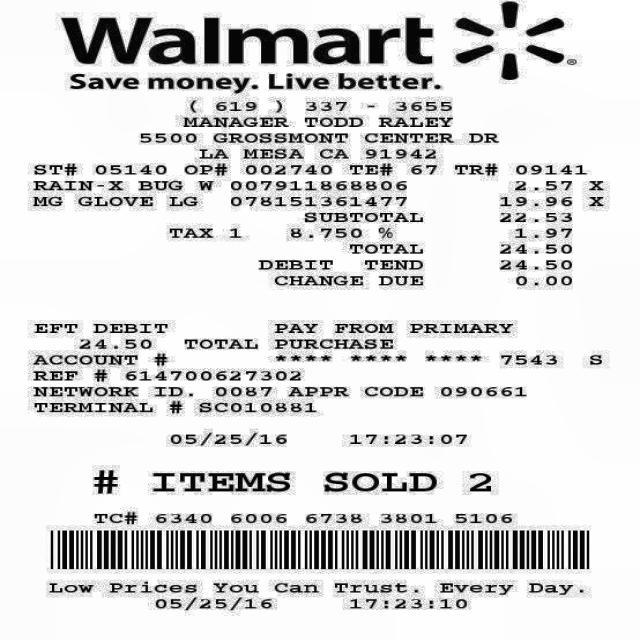 Walmart
Save money. Live better.
( 619 ) 337 - 3655
MANAGER TODD RALEY
5500 GROSSMONT CENTER DR
LA MESA CA 91942
ST# 05140 OP# 002740 TE# 67 TR# 09141
RAIN-X BUG W 007911868806 2.57 X
MG GLOVE LG 078151361477 19.96 X
SUBTOTAL 22.53
TAX 1 8.750 % 1.97
TOTAL 24.50
DEBIT TEND 24.50
CHANGE DUE 0.00
EFT DEBIT PAY FROM PRIMARY
24.50 TOTAL PURCHASE
ACCOUNT # **** **** **** 7543 S
REF # 614700627302
NETWORK ID. 0087 APPR CODE 090661
TERMINAL # SC010881
05/25/16 17:23:07
# ITEMS SOLD 2
TC# 6340 6006 6738 3801 5106
Low Prices You Can Trust. Every Day.
05/25/16 17:23:10